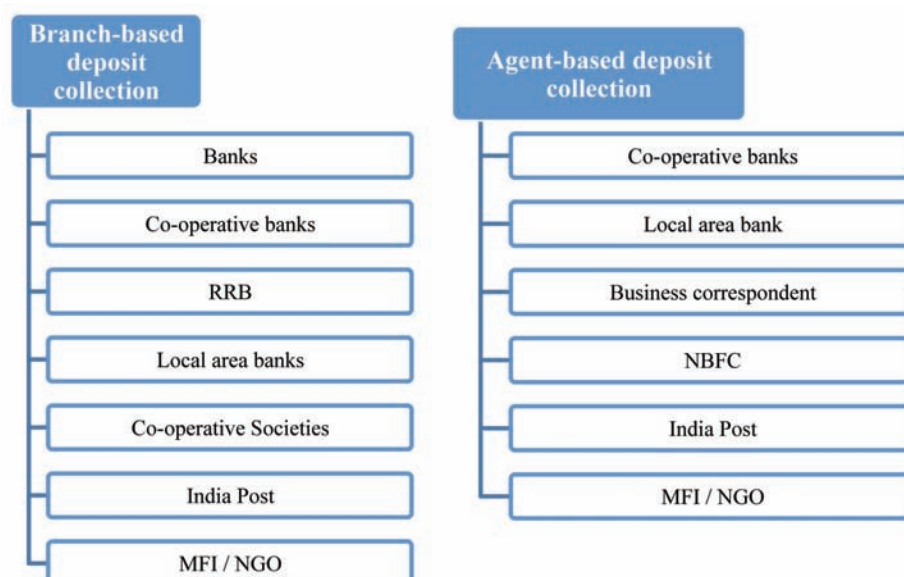 Branch-based
deposit
collection
Banks
Co-operative banks
RRB
Local area banks
Co-operative Societies
India Post
MFI / NGO
Agent-based deposit
collection
Co-operative banks
Local area bank
Business correspondent
NBFC
India Post
MFI / NGO